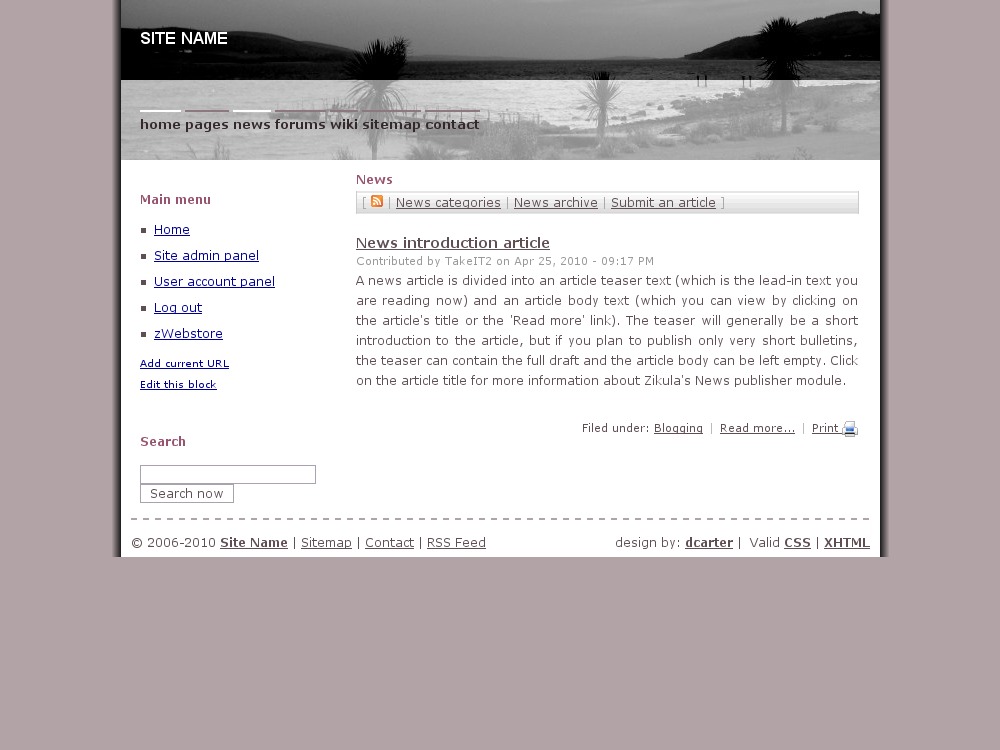 SITE NAME
home pages news forums wiki sitemap contact
Main menu
Home
Site admin panel
User account panel
Log out
zWebstore
Add current URL
Edit this block
Search
Search now
News
[ | News categories | News archive | Submit an article ]
News introduction article
Contributed by TakeIT2 on Apr 25, 2010 - 09:17 PM
A news article is divided into an article teaser text (which is the lead-in text you
are reading now) and an article body text (which you can view by clicking on
the article's title or the 'Read more' link). The teaser will generally be a short
introduction to the article, but if you plan to publish only very short bulletins,
the teaser can contain the full draft and the article body can be left empty. Click
on the article title for more information about Zikula's News publisher module.
Filed under: Blogging | Read more... | Print
© 2006-2010 Site Name | Sitemap | Contact | RSS Feed
design by: dcarter | Valid CSS | XHTML